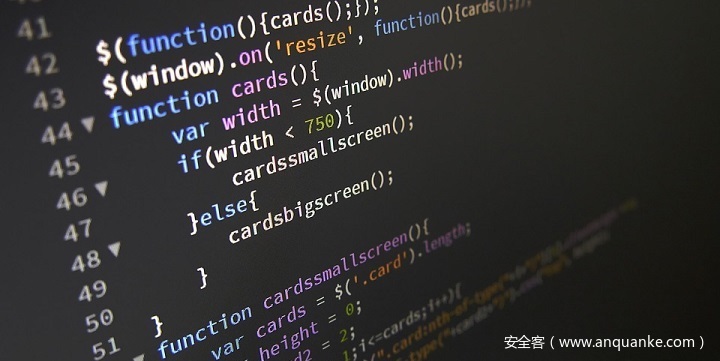 41
42 $(function(){cards();});
43 $(window).on('resize', function(){cards();});
44 function cards(){
45 var width = $(window).width();
46 if(width < 750){
47 cardssmallscreen();
48 }else{
49 cardsbigscreen();
50 }
51 }
function cardssmallscreen(){
var cards = $('.card').length;
height = 0;
= 2;
i<=cards;i++){
安全客（www.anquanke.com）